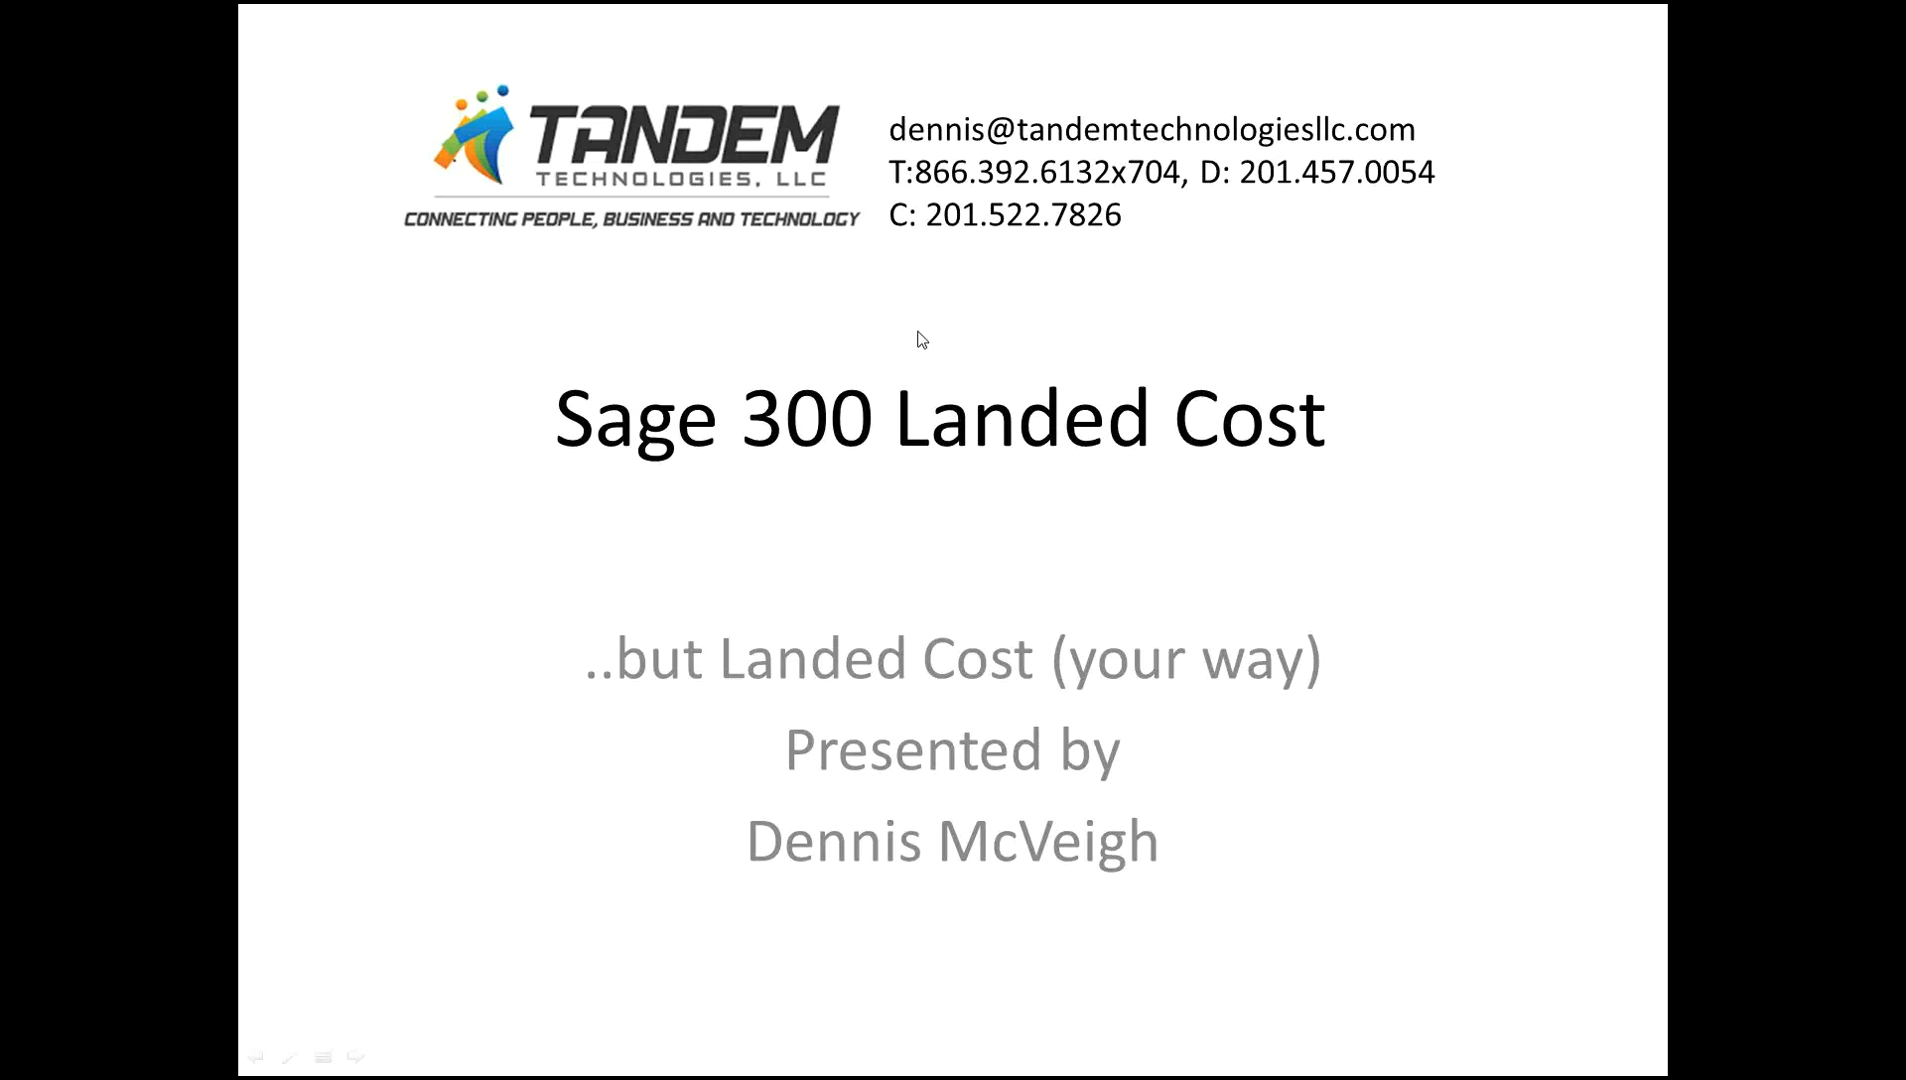 TANDEM
TECHNOLOGIES, LLC
CONNECTING PEOPLE, BUSINESS AND TECHNOLOGY
dennis@tandemtechnologiesllc.com
T:866.392.6132x704, D: 201.457.0054
C: 201.522.7826
Sage 300 Landed Cost
..but Landed Cost (your way)
Presented by
Dennis McVeigh